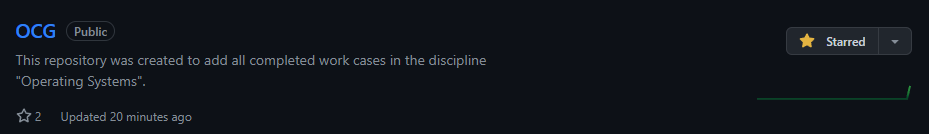 OCG Public
Starred
This repository was created to add all completed work cases in the discipline
"Operating Systems".
2 Updated 20 minutes ago